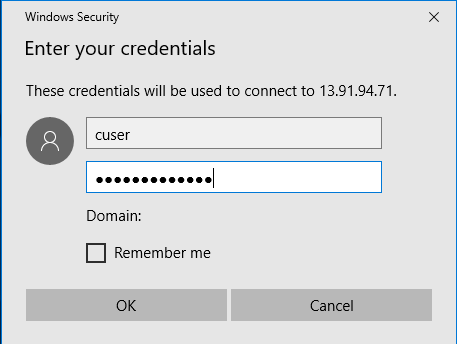 Windows Security
Enter your credentials
These credentials will be used to connect to 13.91.94.71.
cuser
●●●●●●●●●●●●●
Domain:
Remember me
OK
Cancel